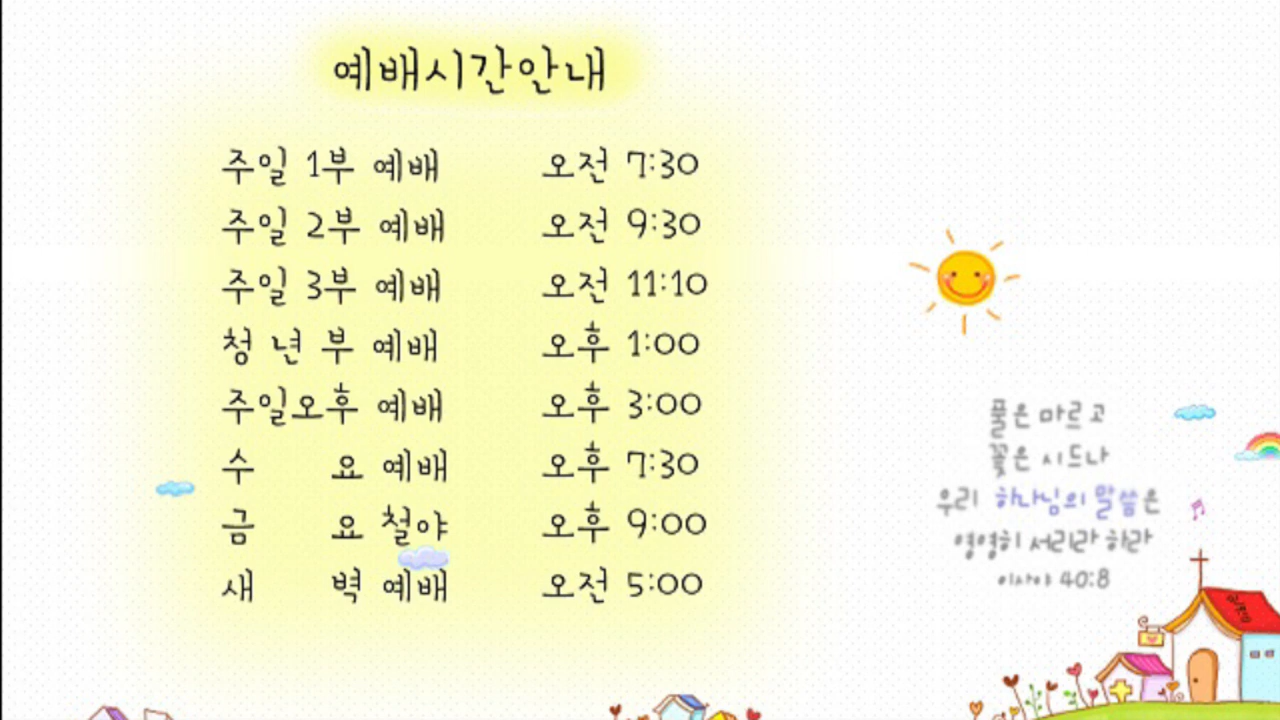 예배시간안내
주일 1부 예배 오전 7:30
주일 2부 예배 오전 9:30
주일 3부 예배 오전 11:10
청 년 부 예배 오후 1:00
주일오후 예배 오후 3:00
수 요 예배 오후 7:30
금 요 철야 오후 9:00
새 벽 예배 오전 5:00
풀은 마르고
꽃은 시드나
우리 하나님의 말씀은
영영히 서리라 하라
이사야 40:8